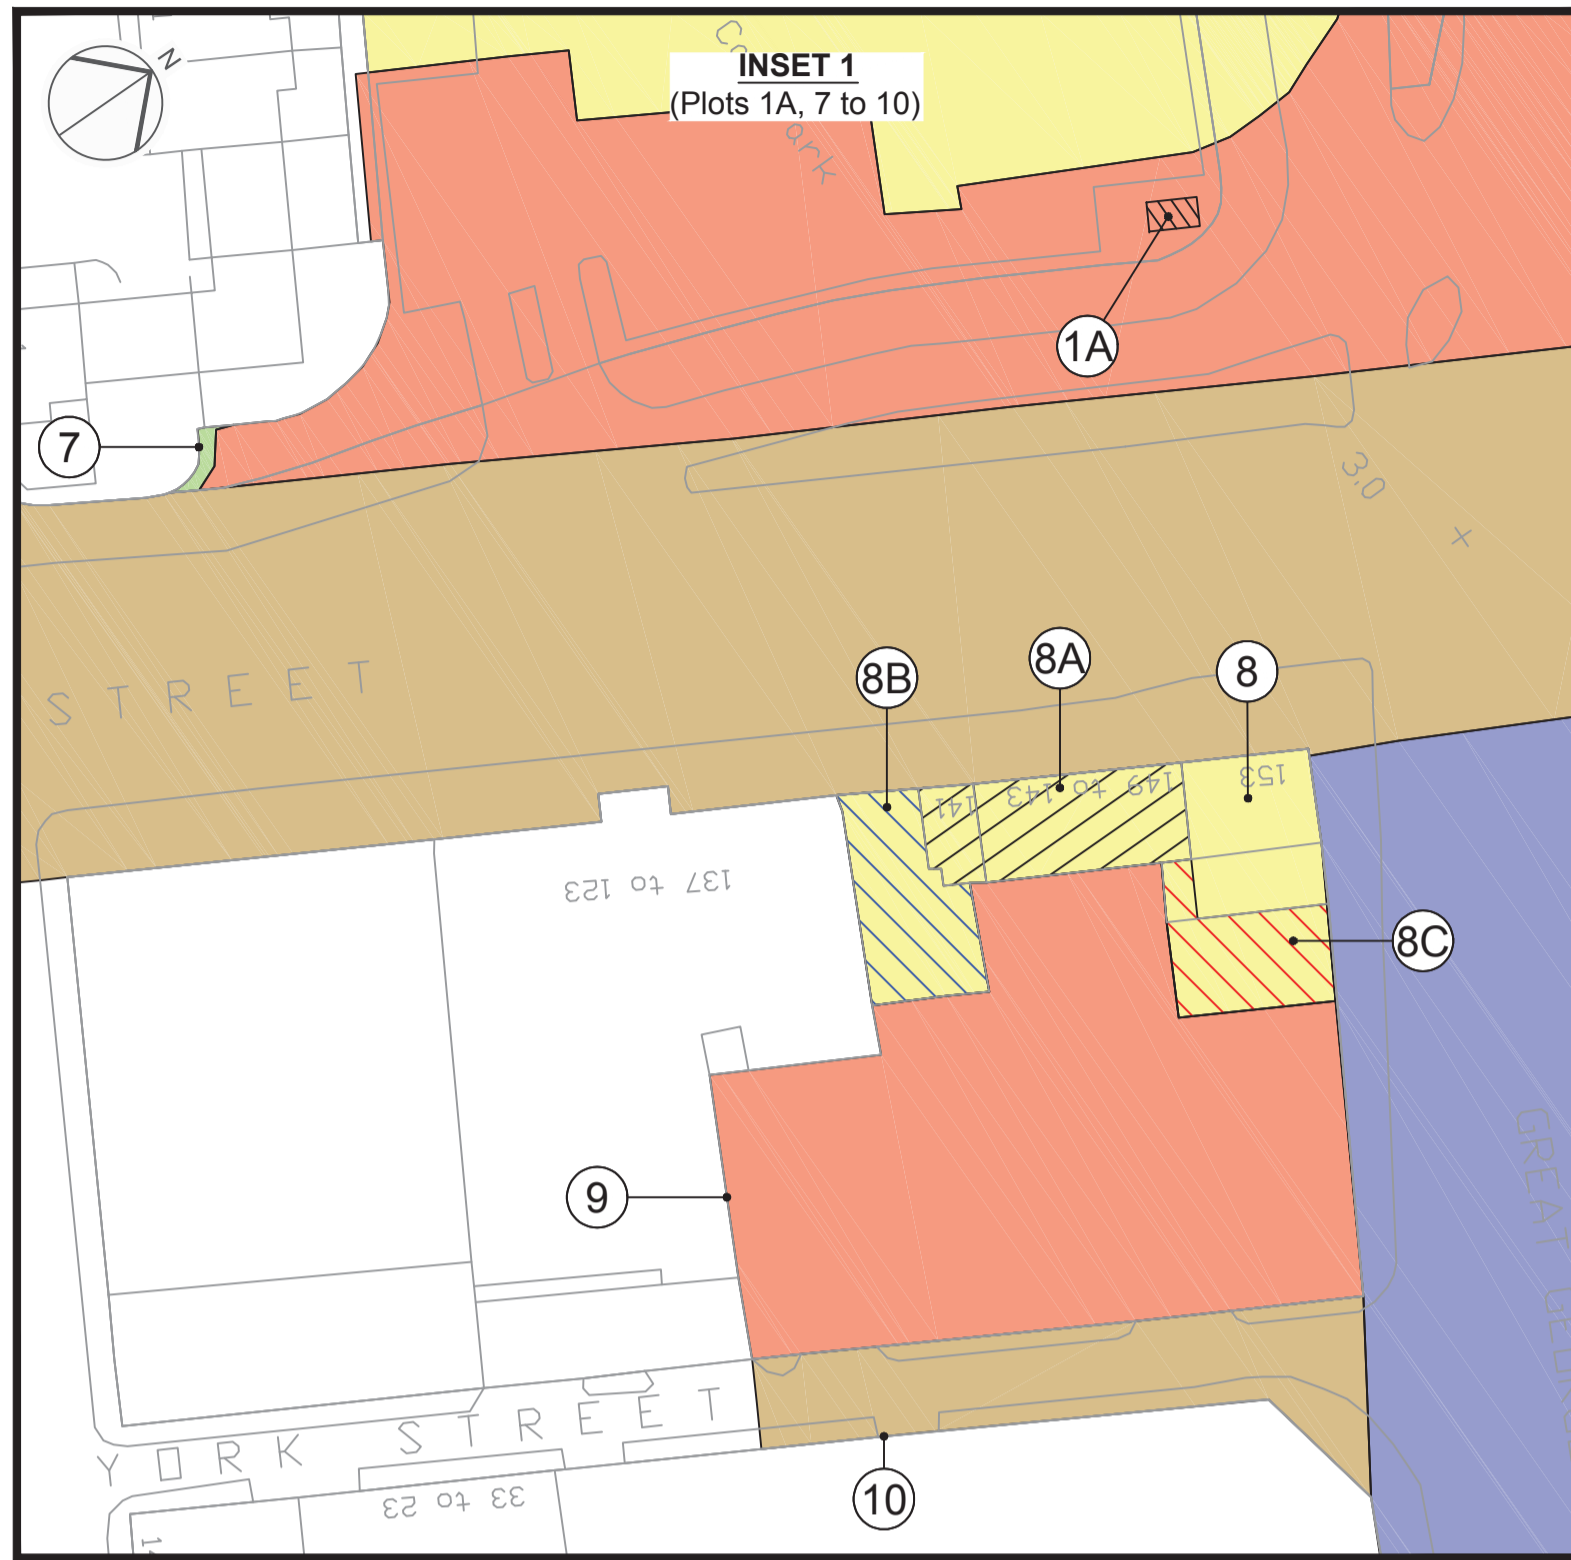 N
INSET 1
(Plots 1A, 7 to 10)
1A
7
3.0
x
STREET
8B
8A
8
141
149 to 143
153
137 to 123
8C
9
GREAT
YORK STREET
33 to 23
10